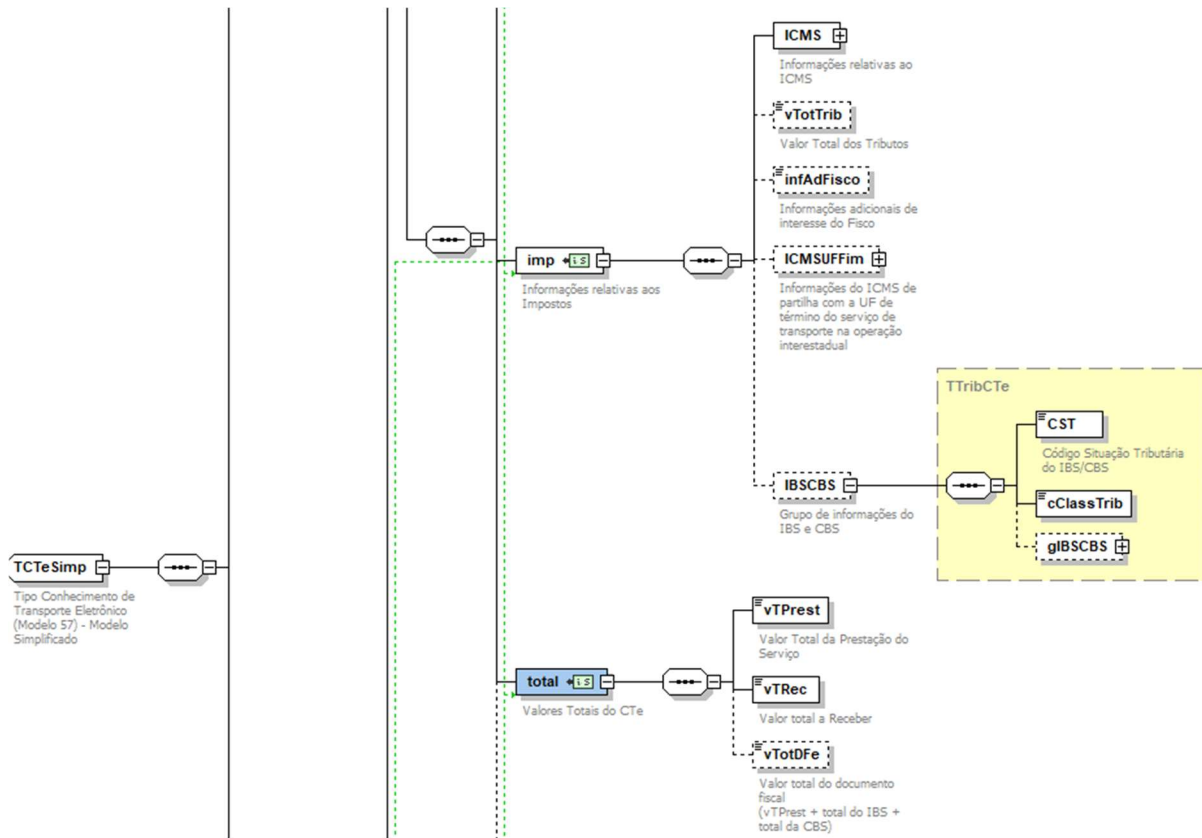 ICMS
Informações relativas ao
ICMS
vTotTrib
Valor Total dos Tributos
infAdFisco
Informações adicionais de
interesse do Fisco
imp
Informações relativas aos
Impostos
ICMSUFFim
Informações do ICMS de
partilha com a UF de
término do serviço de
transporte na operação
interestadual
TTribCTe
CST
Código Situação Tributária
do IBS/CBS
IBSCBS
Grupo de informações do
IBS e CBS
cClassTrib
gIBSCBS
TCTeSimp
Tipo Conhecimento de
Transporte Eletrônico
(Modelo 57) - Modelo
Simplificado
vTPrest
Valor Total da Prestação do
Serviço
total
Valores Totais do CTe
vTRec
Valor total a Receber
vTotDFe
Valor total do documento
fiscal
(vTPrest + total do IBS +
total da CBS)